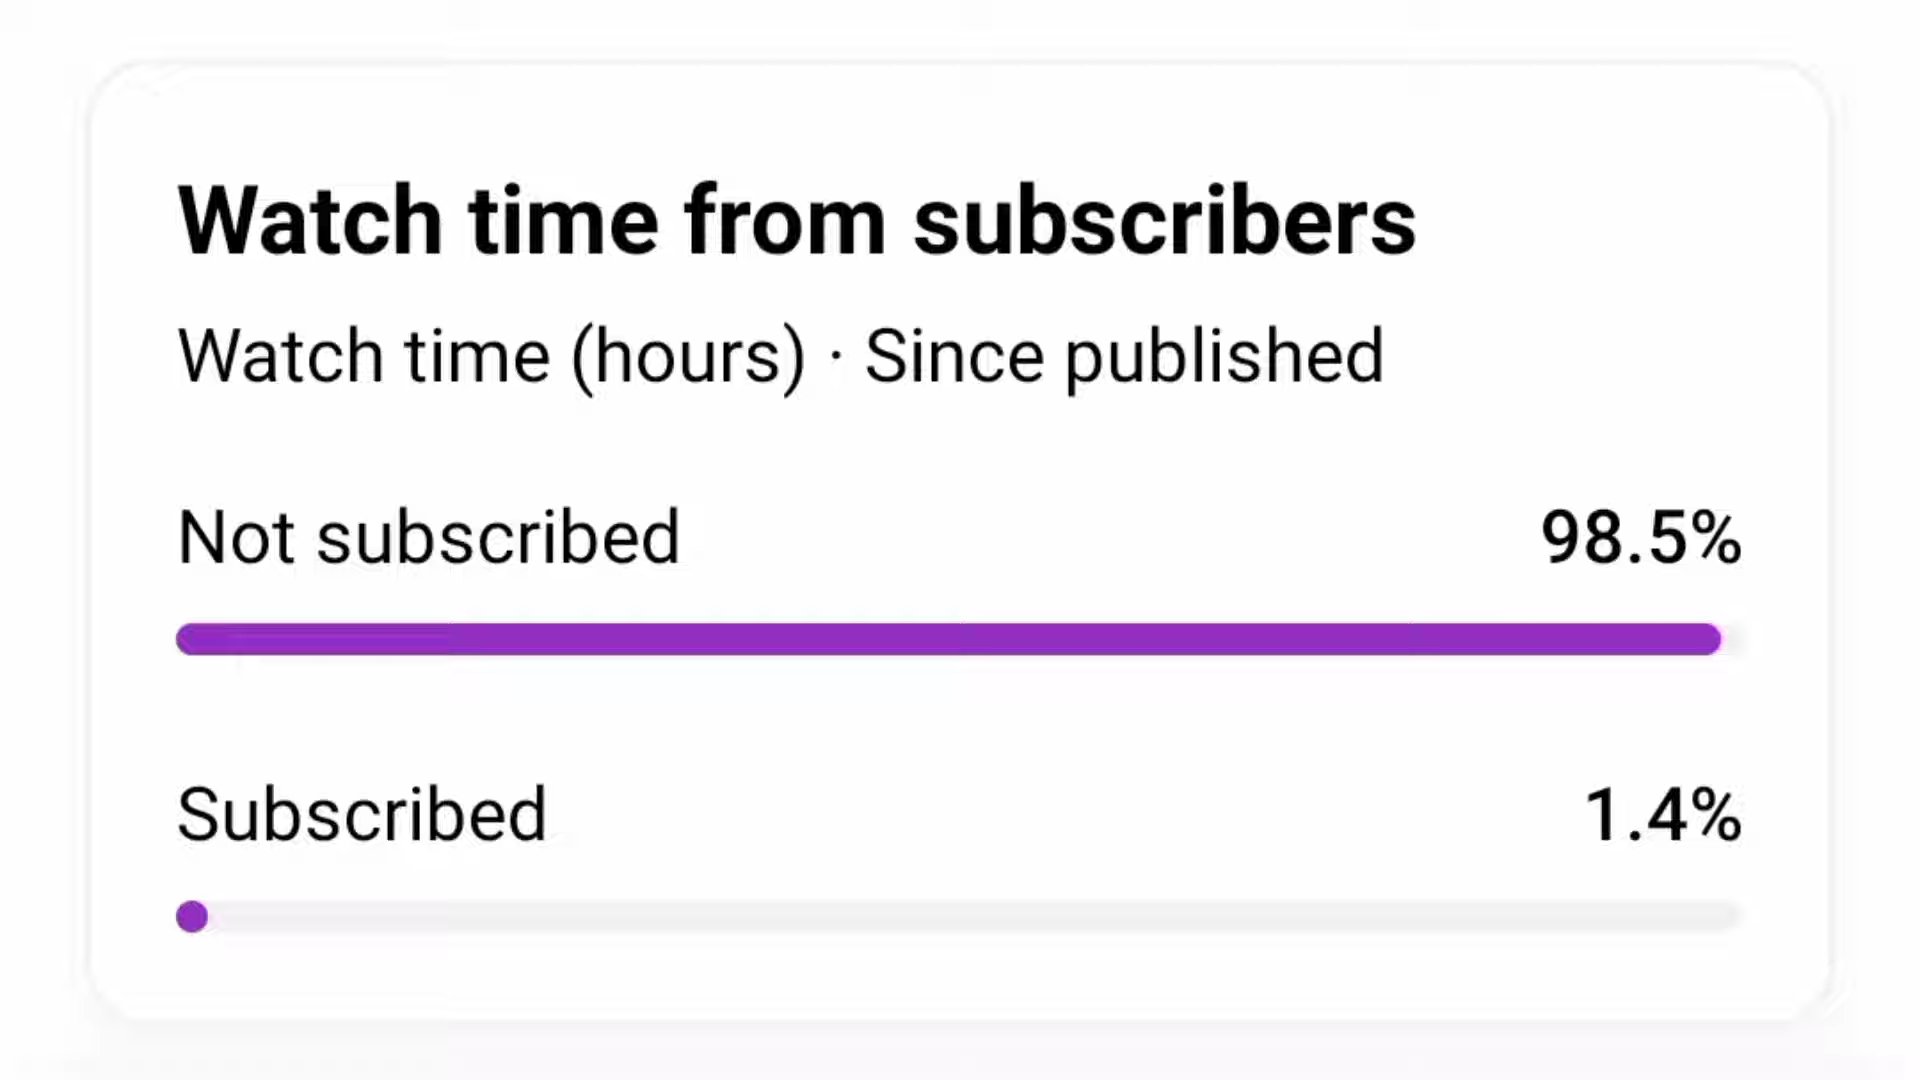 Watch time from subscribers
Watch time (hours) · Since published
Not subscribed 98.5%
Subscribed 1.4%